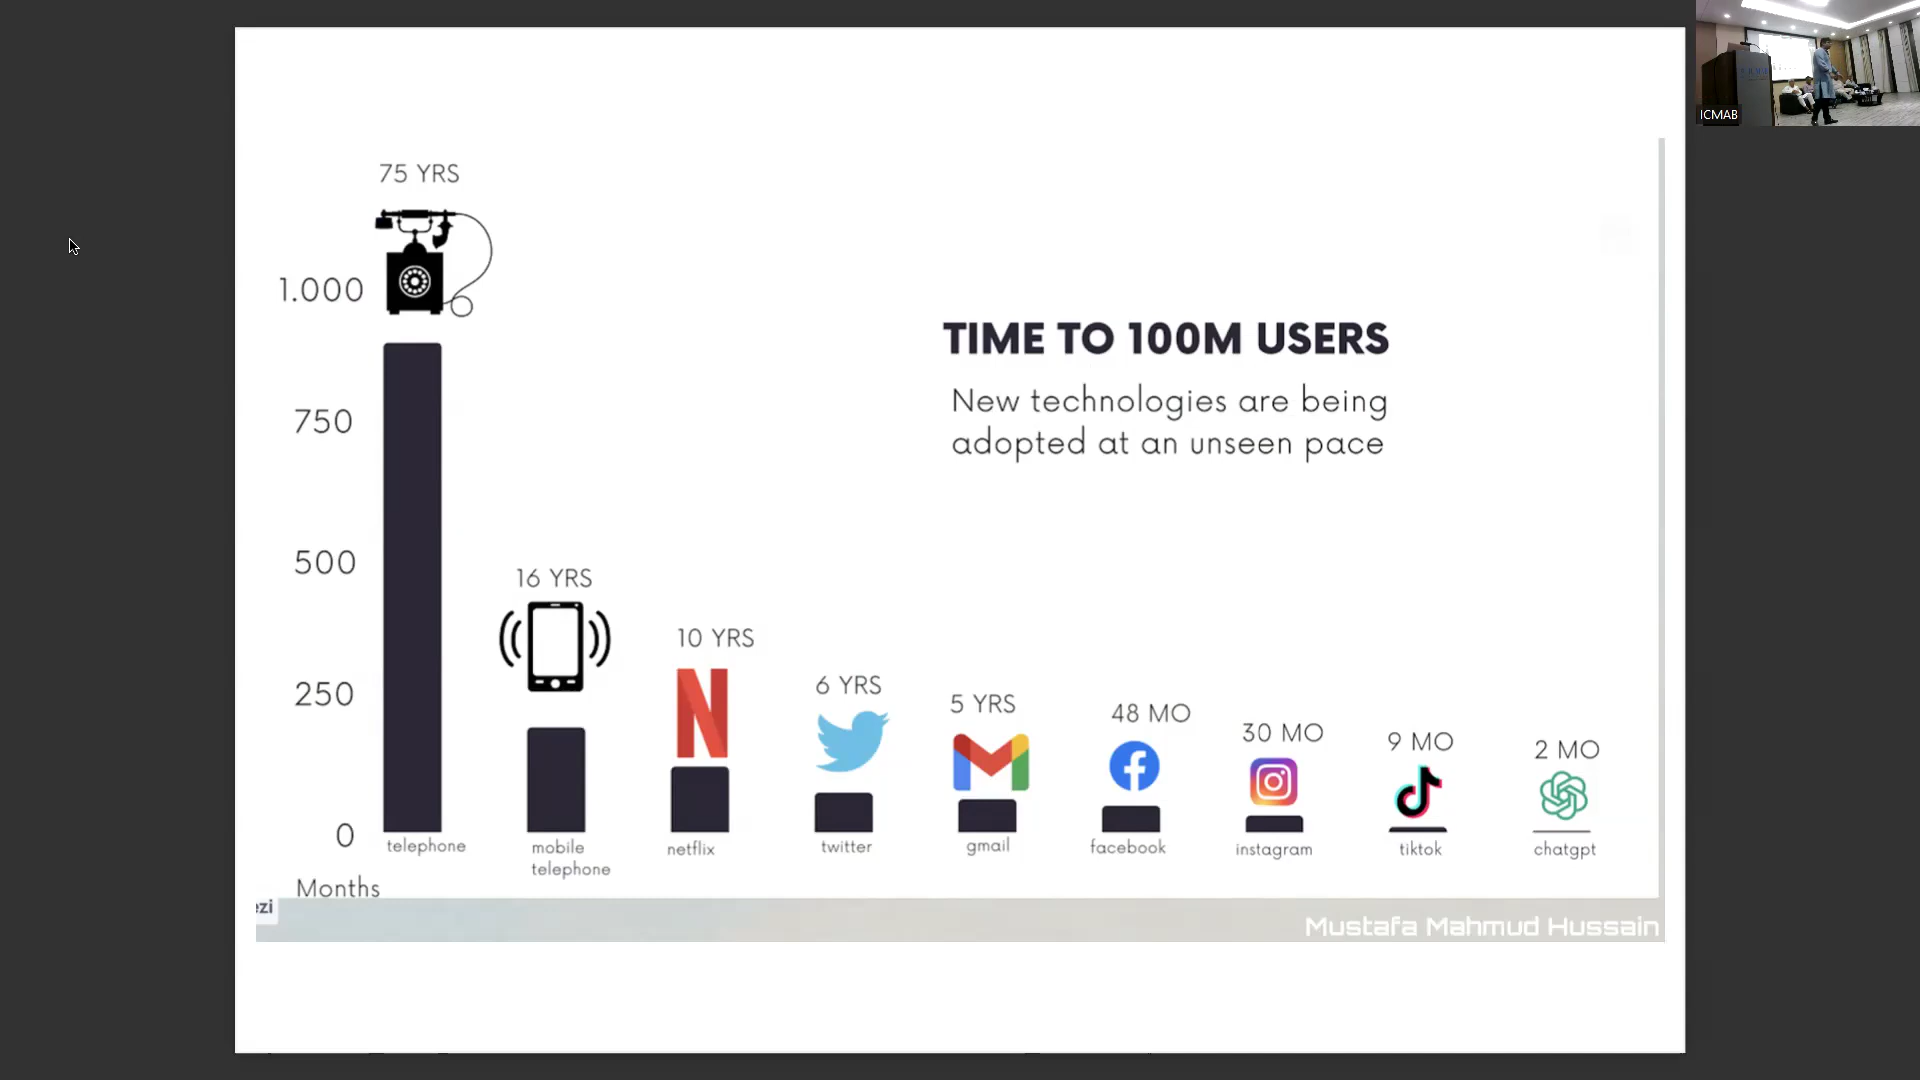 ICMAB
75 YRS
1.000
750
500
250
0
Months
TIME TO 100M USERS
New technologies are being
adopted at an unseen pace
16 YRS
10 YRS
6 YRS
5 YRS
48 MO
30 MO
9 MO
2 MO
telephone
mobile
telephone
netflix
twitter
gmail
facebook
instagram
tiktok
chatgpt
ezi
Mustafa Mahmud Hussain